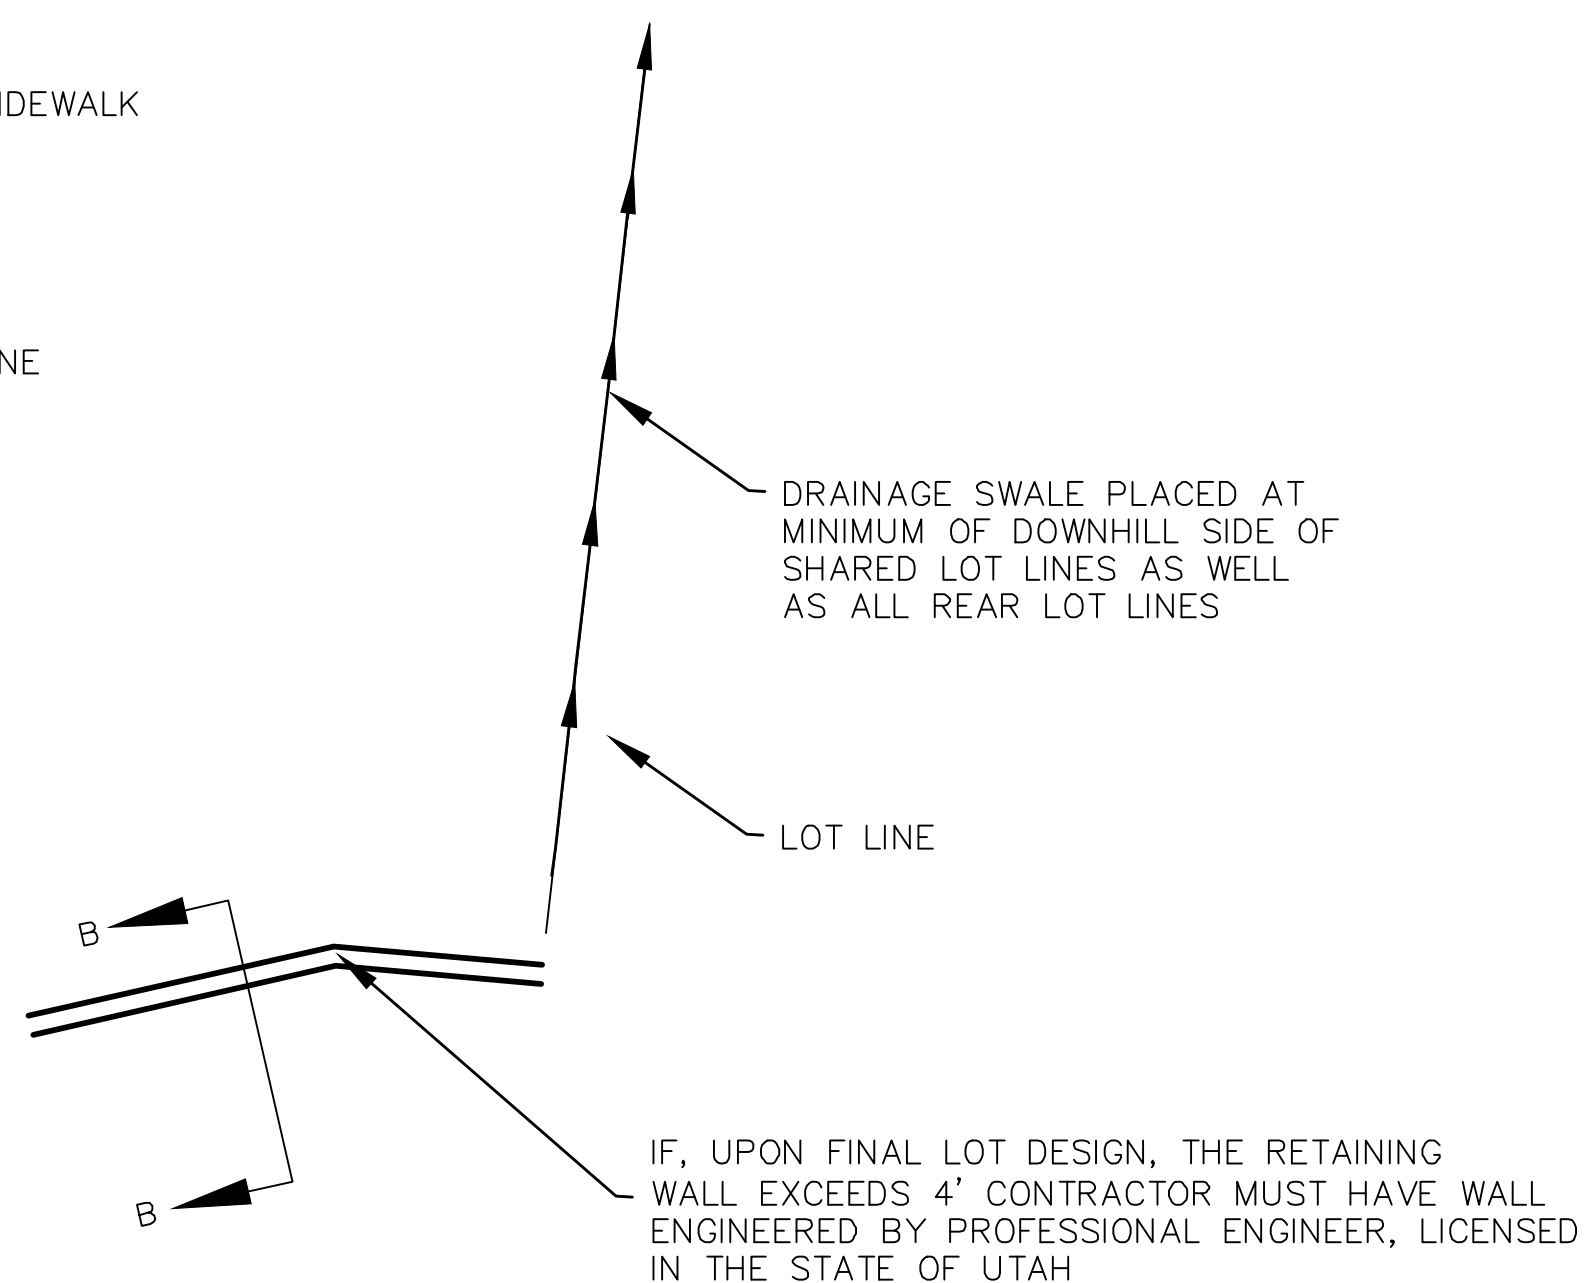 IDEWALK
NE
DRAINAGE SWALE PLACED AT
MINIMUM OF DOWNHILL SIDE OF
SHARED LOT LINES AS WELL
AS ALL REAR LOT LINES
LOT LINE
B
B
IF, UPON FINAL LOT DESIGN, THE RETAINING
WALL EXCEEDS 4' CONTRACTOR MUST HAVE WALL
ENGINEERED BY PROFESSIONAL ENGINEER, LICENSED
IN THE STATE OF UTAH